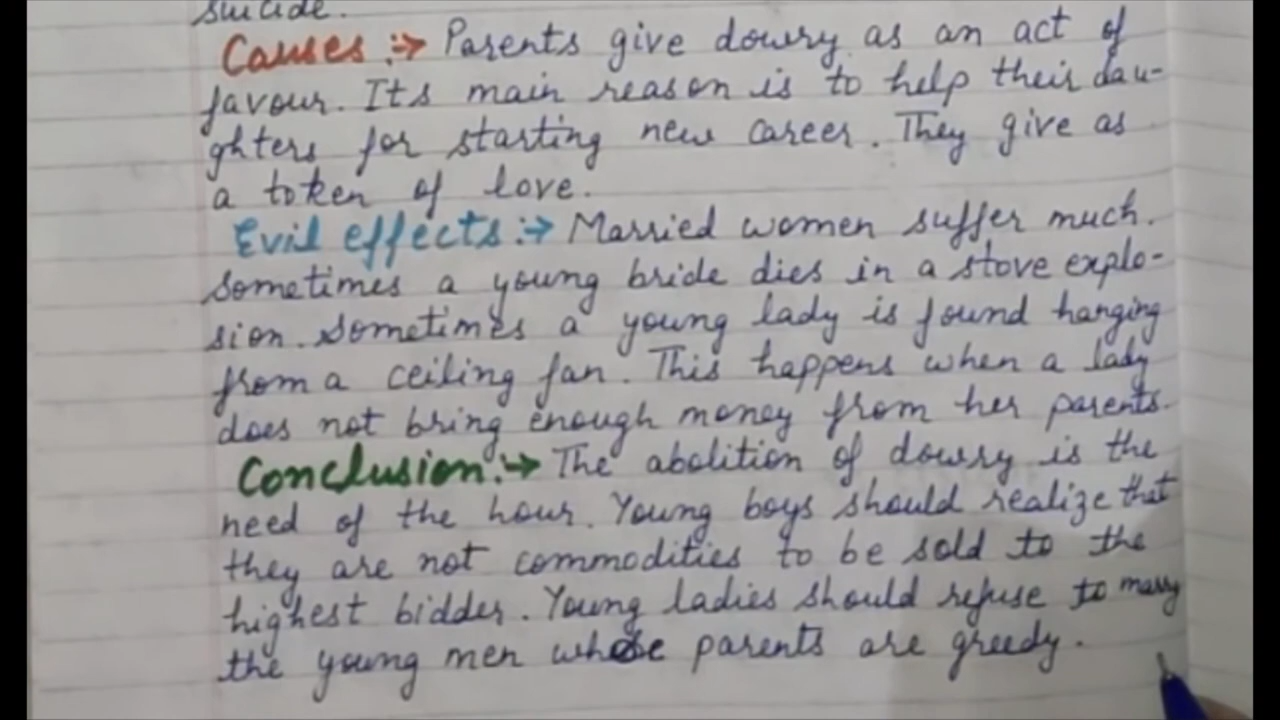 suicide.
Causes :→ Parents give dowry as an act of
favour. Its main reason is to help their dau-
ghters for starting new career. They give as
a token of love.
Evil effects :→ Married women suffer much.
Sometimes a young bride dies in a stove explo-
sion. Sometimes a young lady is found hanging
from a ceiling fan. This happens when a lady
does not bring enough money from her parents.
Conclusion :→ The abolition of dowry is the
need of the hour. Young boys should realize that
they are not commodities to be sold to the
highest bidder. Young ladies should refuse to marry
the young men whose parents are greedy.